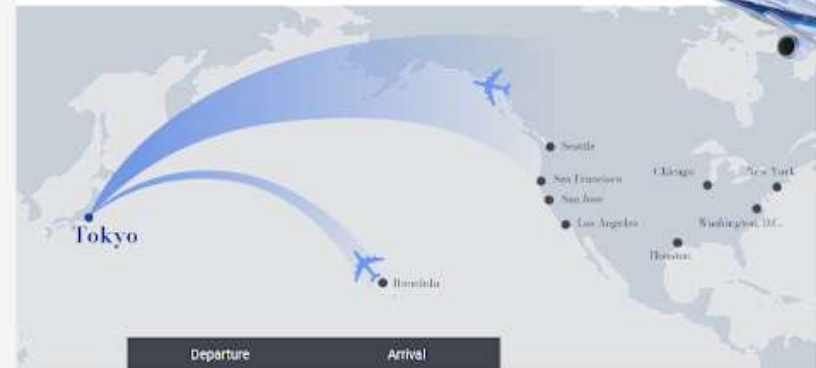 Seattle
Chicago
New York
San Francisco
San Jose
Los Angeles
Washington, D.C.
Tokyo
Houston
Honolulu
Departure Arrival